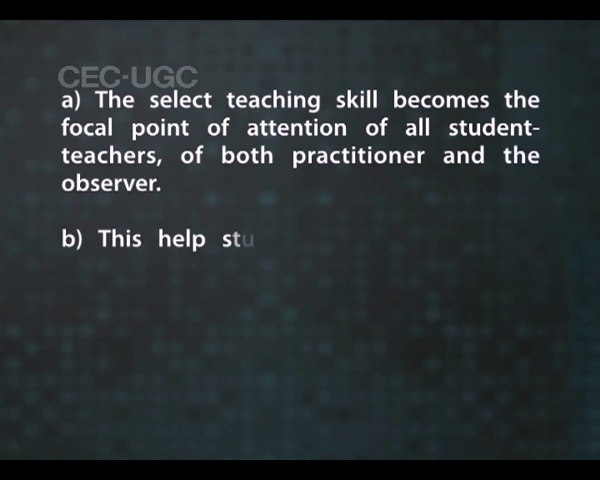 CEC-UGC
a) The select teaching skill becomes the
focal point of attention of all student-
teachers, of both practitioner and the
observer.
b) This help stu